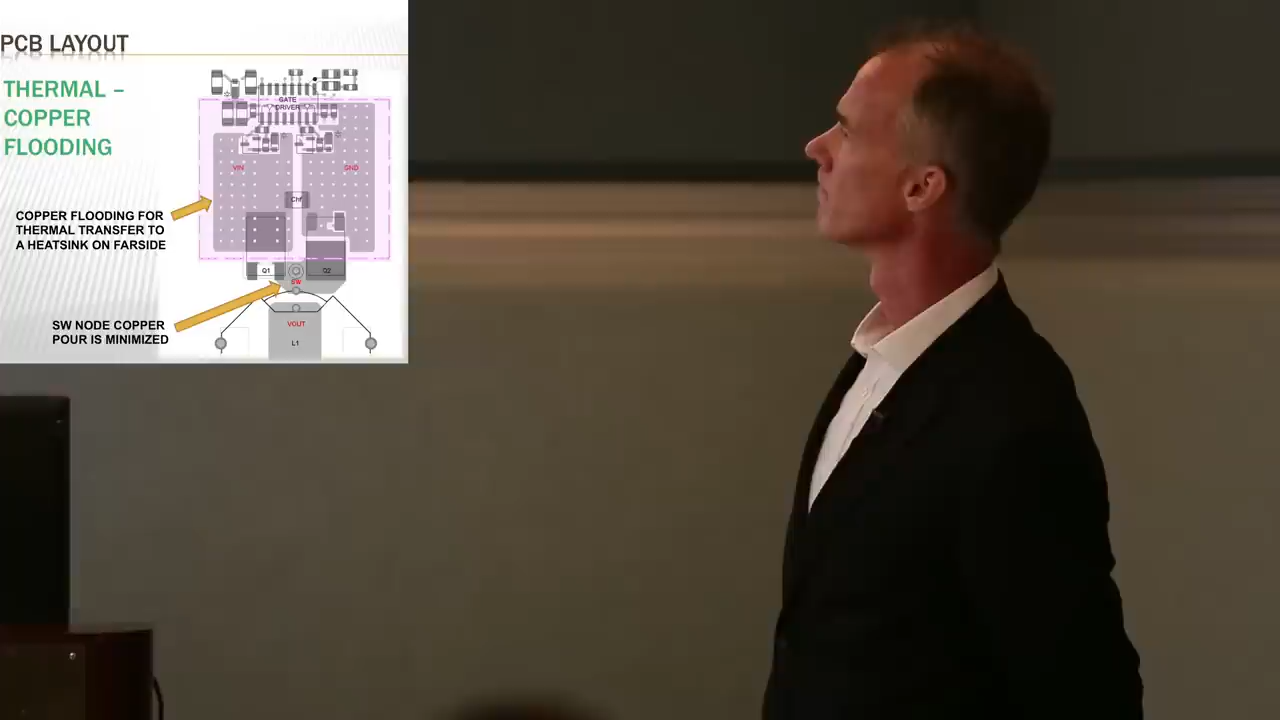 PCB LAYOUT
THERMAL –
COPPER
FLOODING
GATE
DRIVER
VIN
GND
Chf
COPPER FLOODING FOR
THERMAL TRANSFER TO
A HEATSINK ON FARSIDE
Q1
Q2
SW
SW NODE COPPER
POUR IS MINIMIZED
VOUT
L1